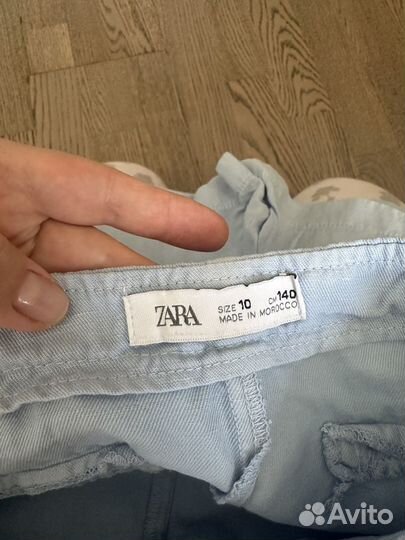 ZARA
SIZE 10 CM 140
MADE IN MOROCCO
Avito